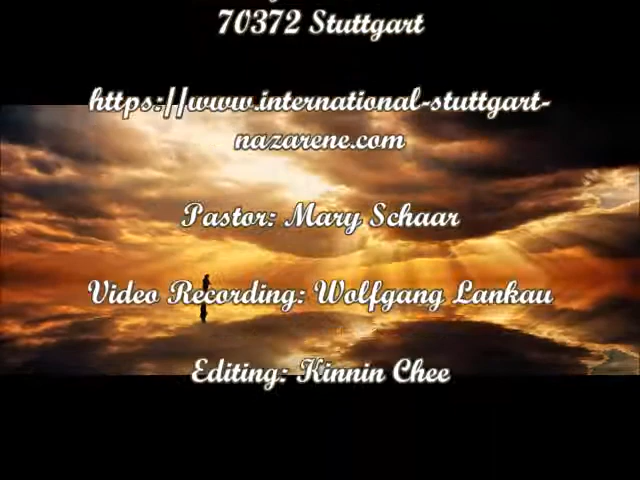 70372 Stuttgart
https://www.international-stuttgart-
nazarene.com
Pastor: Mary Schaar
Video Recording: Wolfgang Lankau
Editing: Kinnin Chee